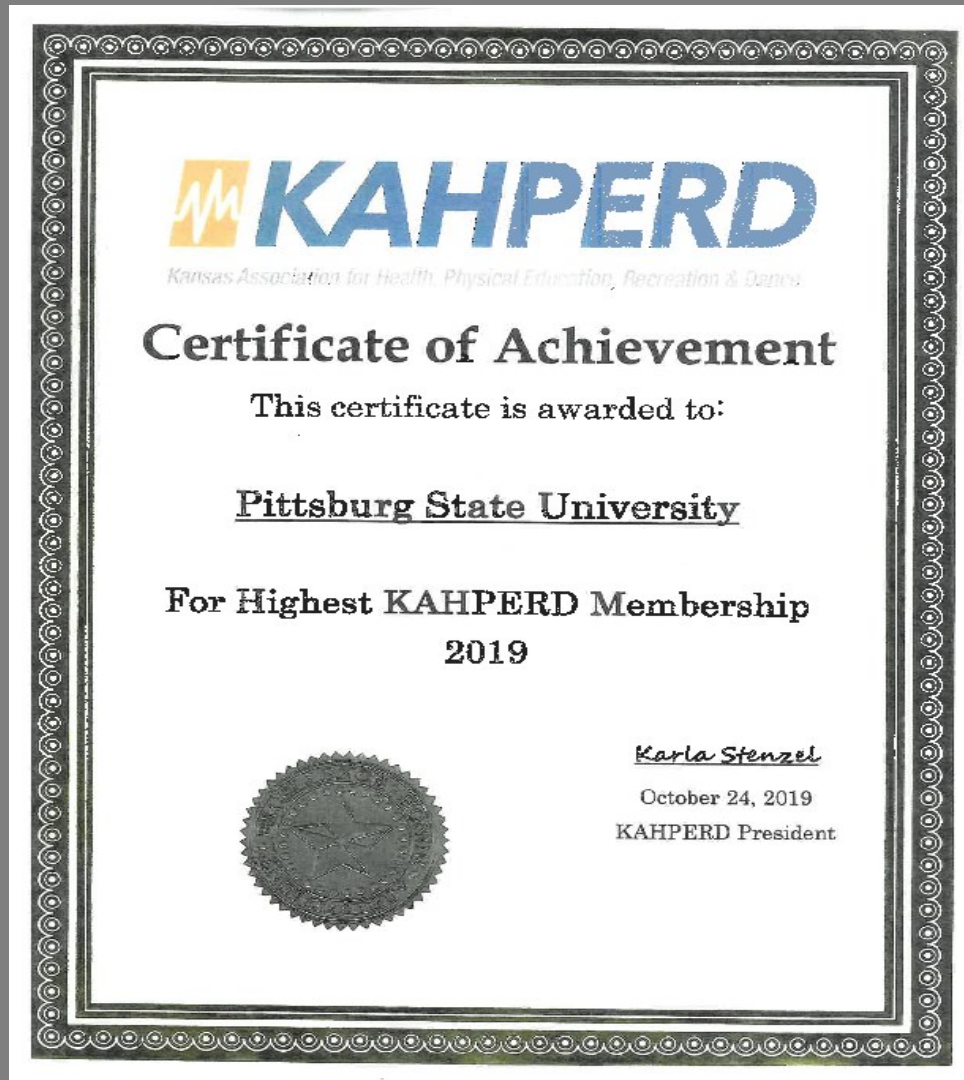 KAHPERD
Kansas Association for Health, Physical Education, Recreation & Dance
Certificate of Achievement
This certificate is awarded to:
Pittsburg State University
For Highest KAHPERD Membership
2019
Karla Stenzel
October 24, 2019
KAHPERD President